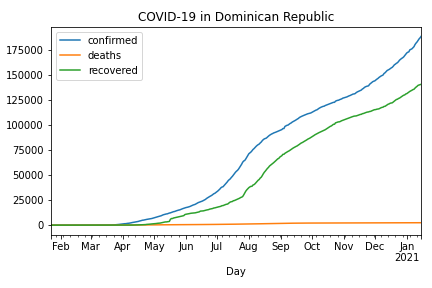 COVID-19 in Dominican Republic
confirmed
deaths
recovered
175000
150000
125000
100000
75000
50000
25000
0
Feb Mar Apr May Jun Jul Aug Sep Oct Nov Dec Jan
2021
Day